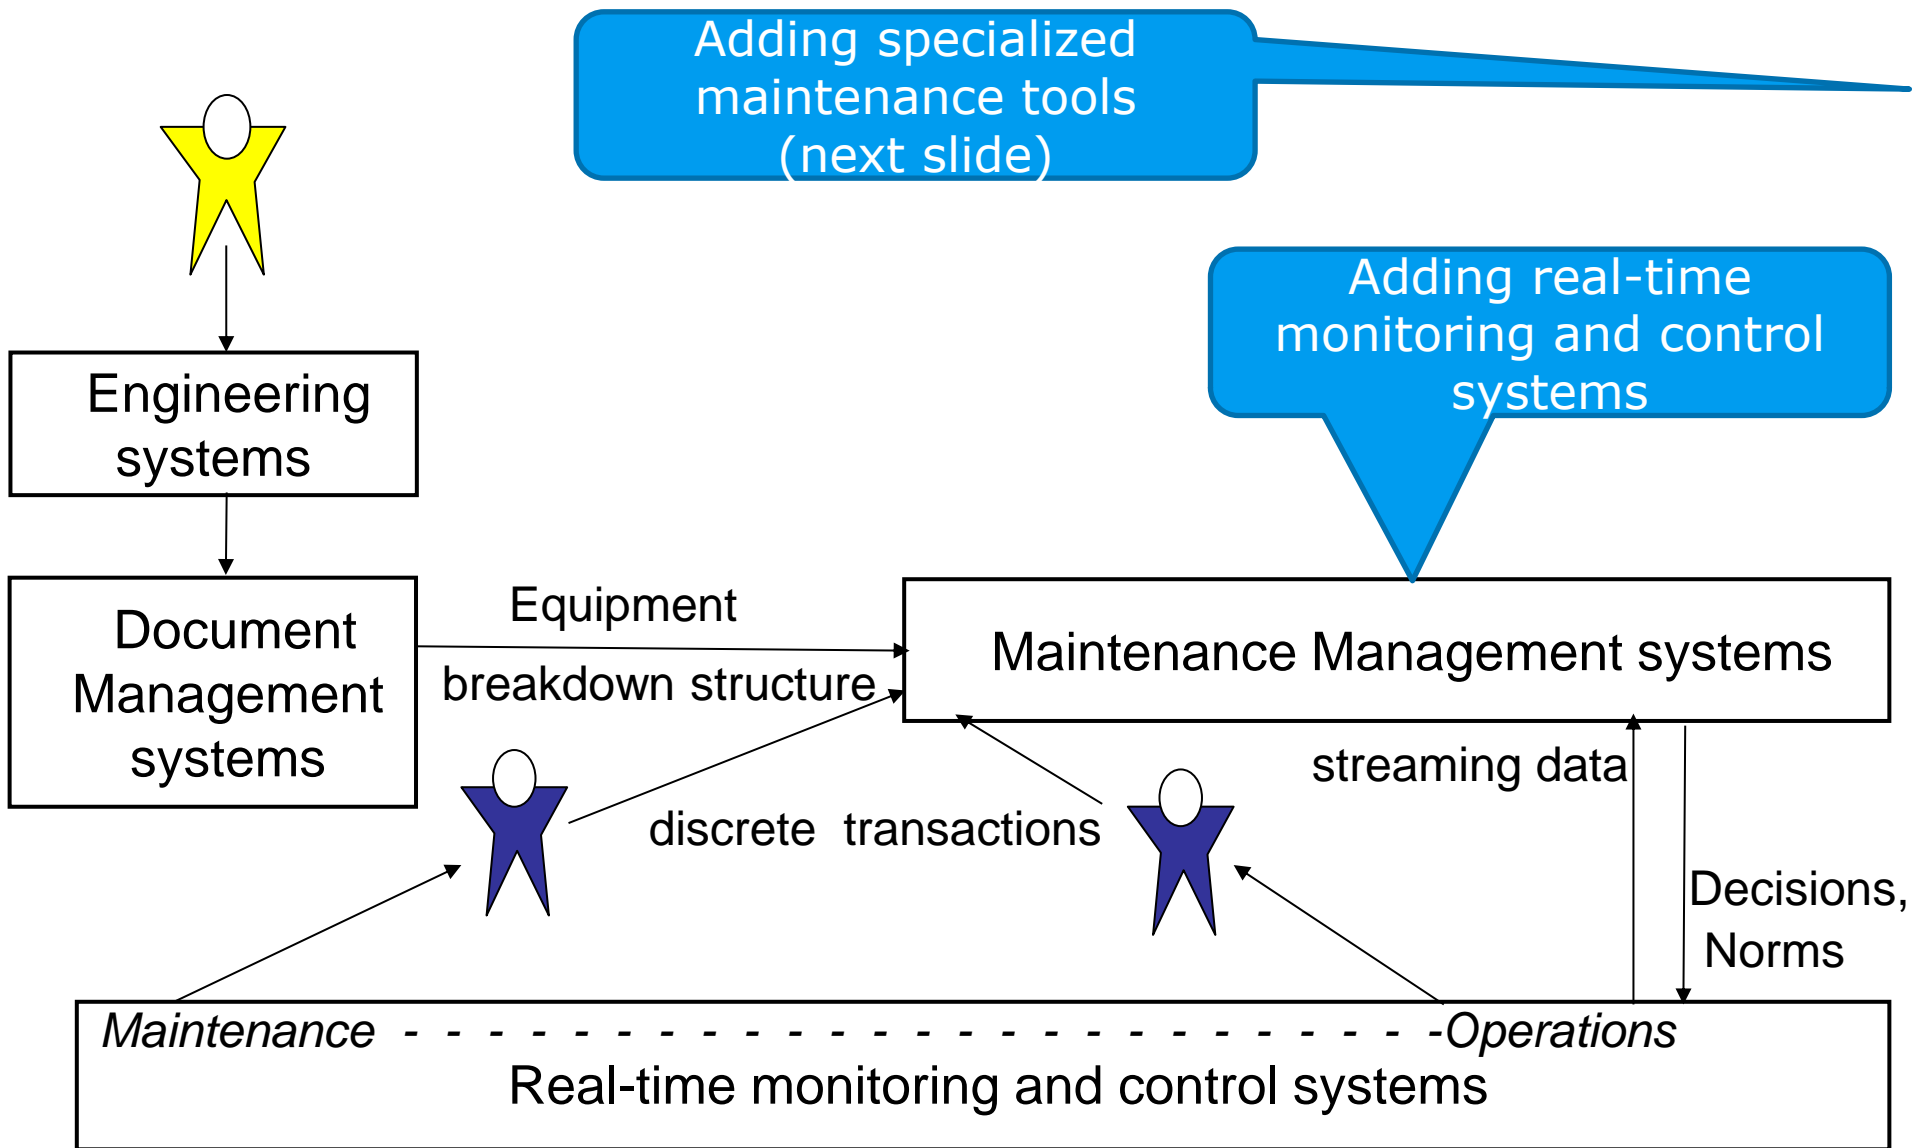 Adding specialized
maintenance tools
(next slide)
Adding real-time
monitoring and control
systems
Engineering
systems
Document
Management
systems
Equipment
breakdown structure
Maintenance Management systems
streaming data
discrete transactions
Decisions,
Norms
Maintenance - - - - - - - - - - - - - - - - - - - - - - - - -Operations
Real-time monitoring and control systems